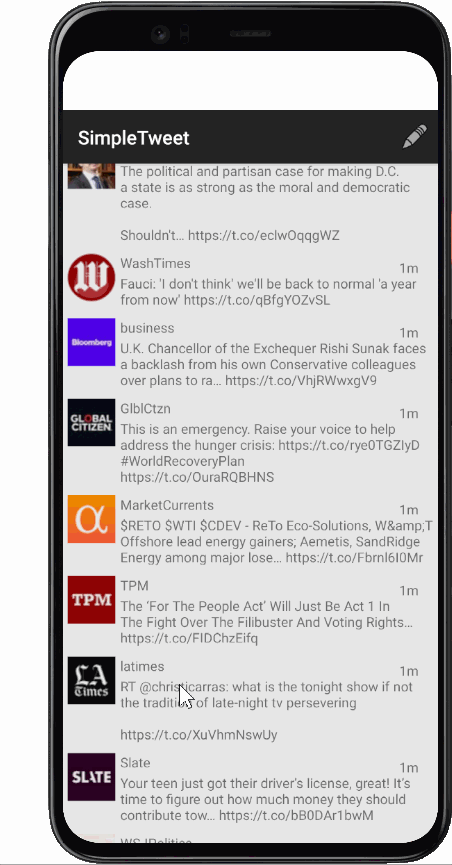 SimpleTweet
The political and partisan case for making D.C.
a state is as strong as the moral and democratic
case.
Shouldn't… https://t.co/eclwOqqgWZ
W
WashTimes
1m
Fauci: 'I don't think' we'll be back to normal 'a year
from now' https://t.co/qBfgYOZvSL
Bloomberg
business
1m
U.K. Chancellor of the Exchequer Rishi Sunak faces
a backlash from his own Conservative colleagues
over plans to ra… https://t.co/VhjRWwxgV9
GLOBAL
CITIZEN
GlblCtzn
1m
This is an emergency. Raise your voice to help
address the hunger crisis: https://t.co/rye0TGZIyD
#WorldRecoveryPlan
https://t.co/OuraRQBHNS
α
MarketCurrents
1m
$RETO $WTI $CDEV - ReTo Eco-Solutions, W&amp;T
Offshore lead energy gainers; Aemetis, SandRidge
Energy among major lose… https://t.co/Fbrnl6I0Mr
TPM
TPM
1m
The 'For The People Act' Will Just Be Act 1 In
The Fight Over The Filibuster And Voting Rights…
https://t.co/FIDChzEifq
LA
Times
latimes
1m
RT @christicarras: what is the tonight show if not
the tradition of late-night tv persevering
https://t.co/XuVhmNswUy
SLATE
Slate
1m
Your teen just got their driver's license, great! It's
time to figure out how much money they should
contribute tow… https://t.co/bB0DAr1bwM
WSJPolitics